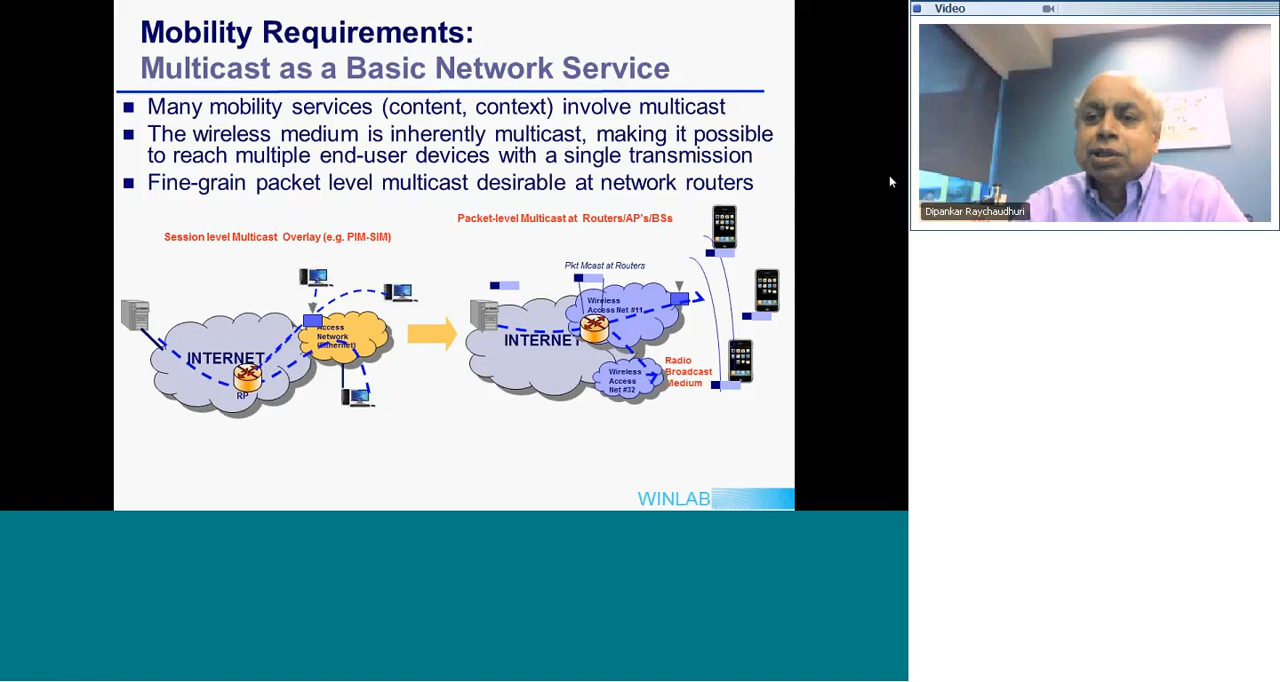 Mobility Requirements:
Multicast as a Basic Network Service
Many mobility services (content, context) involve multicast
The wireless medium is inherently multicast, making it possible
to reach multiple end-user devices with a single transmission
Fine-grain packet level multicast desirable at network routers
Session level Multicast Overlay (e.g. PIM-SIM)
Packet-level Multicast at Routers/AP's/BSs
Pkt Mcast at Routers
INTERNET
RP
Access
Network
(Ethernet)
INTERNET
Wireless
Access Net #11
Wireless
Access
Net #32
Radio
Broadcast
Medium
WINLAB
Video
Dipankar Raychaudhuri